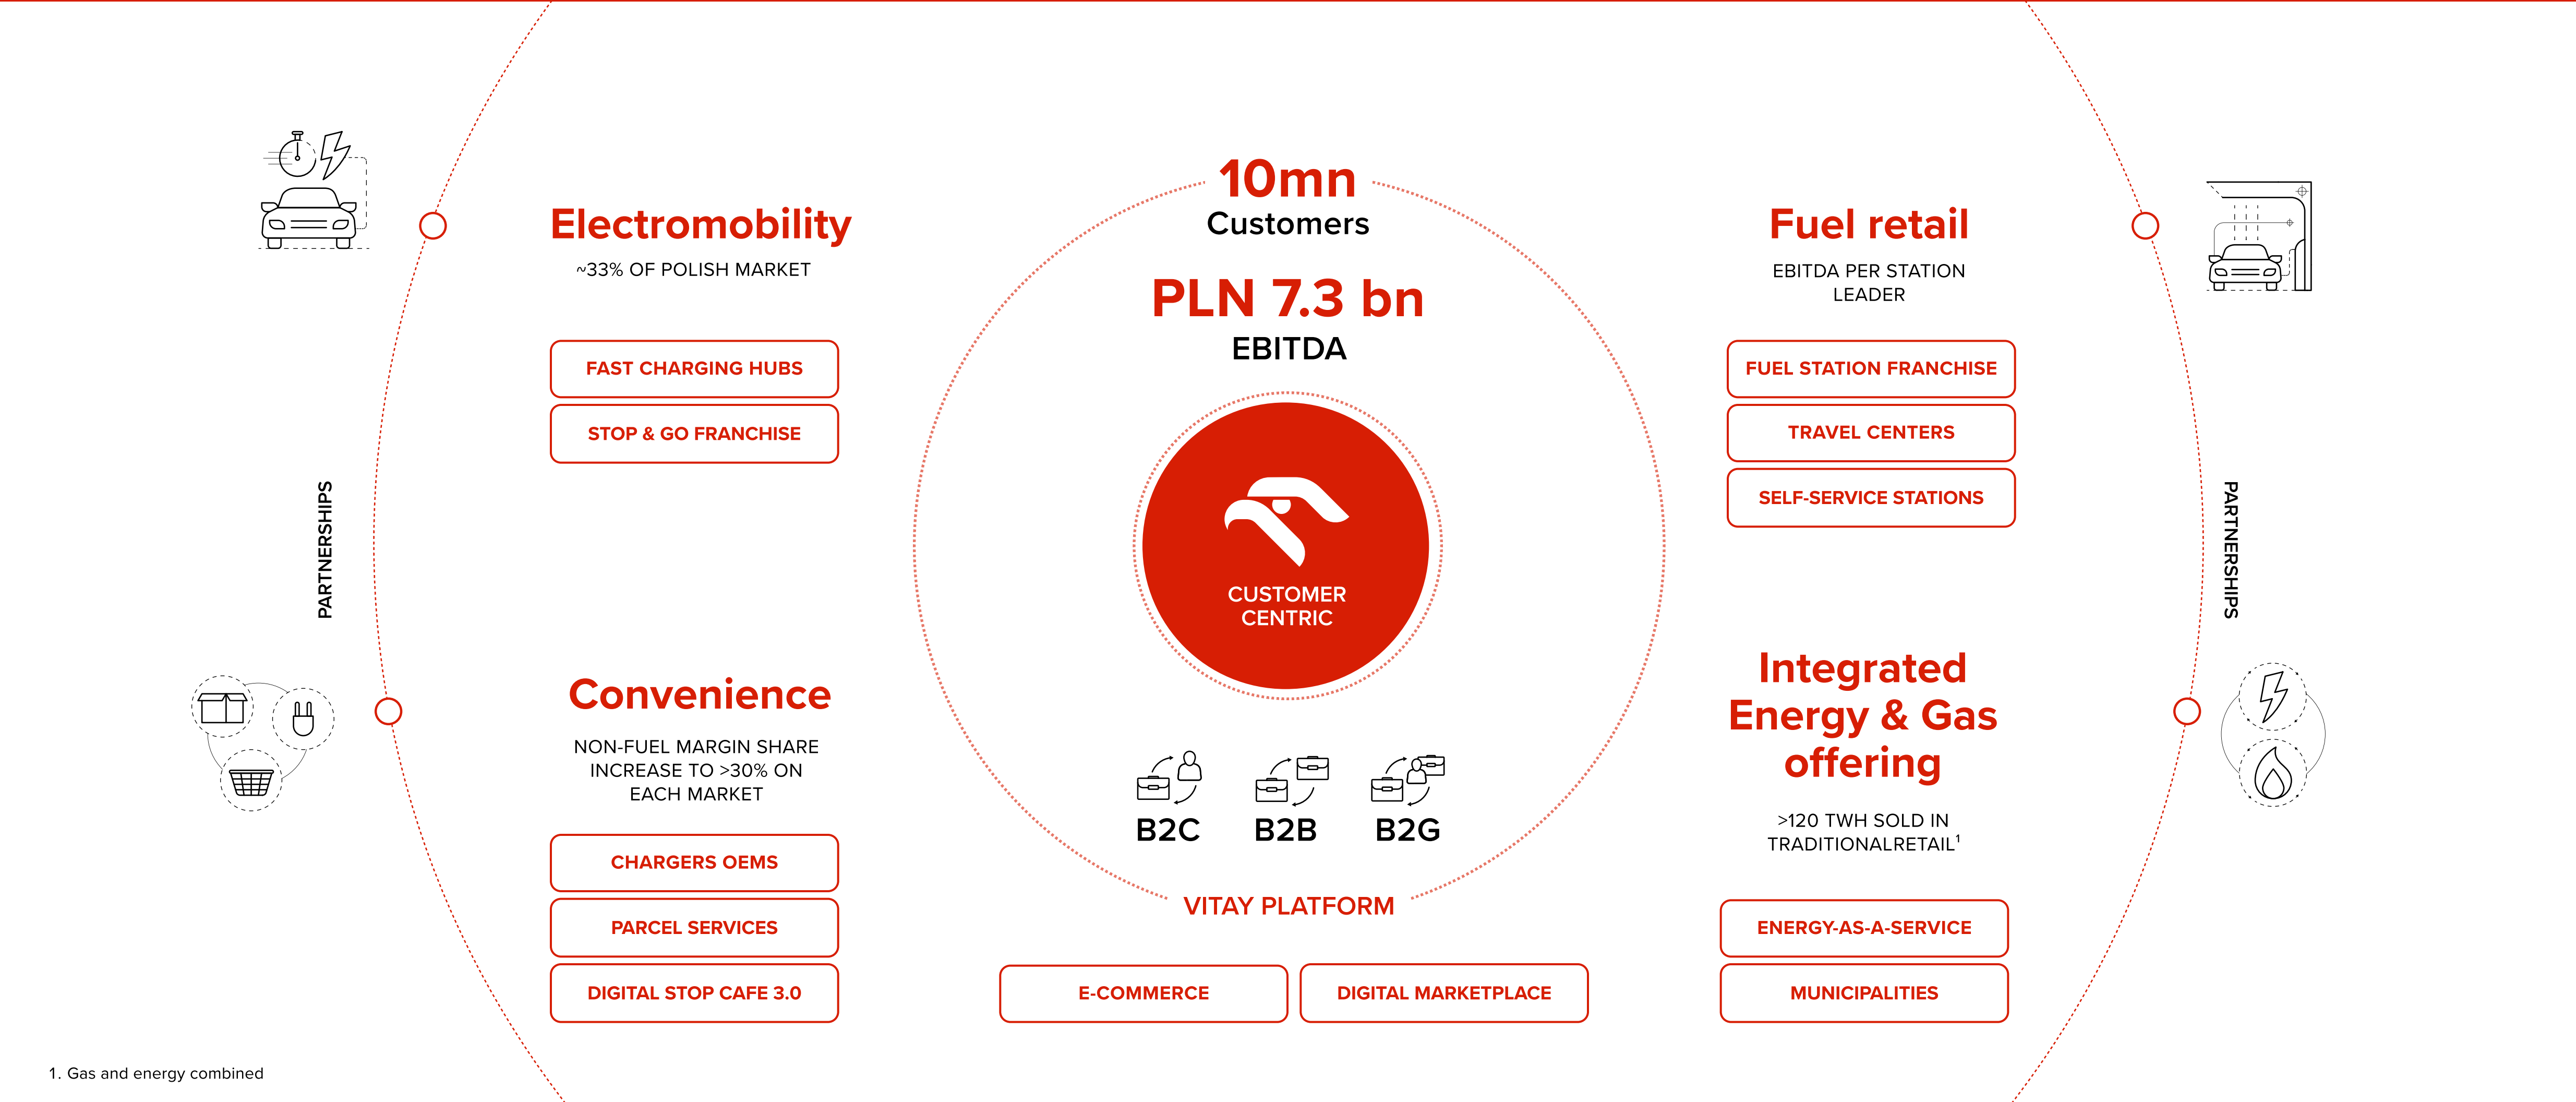 Electromobility
~33% OF POLISH MARKET
FAST CHARGING HUBS
STOP & GO FRANCHISE
PARTNERSHIPS
Convenience
NON-FUEL MARGIN SHARE
INCREASE TO >30% ON
EACH MARKET
CHARGERS OEMS
PARCEL SERVICES
DIGITAL STOP CAFE 3.0
10mn
Customers
PLN 7.3 bn
EBITDA
CUSTOMER
CENTRIC
B2C B2B B2G
VITAY PLATFORM
E-COMMERCE
DIGITAL MARKETPLACE
Fuel retail
EBITDA PER STATION
LEADER
FUEL STATION FRANCHISE
TRAVEL CENTERS
SELF-SERVICE STATIONS
PARTNERSHIPS
Integrated
Energy & Gas
offering
>120 TWH SOLD IN
TRADITIONALRETAIL¹
ENERGY-AS-A-SERVICE
MUNICIPALITIES
1. Gas and energy combined